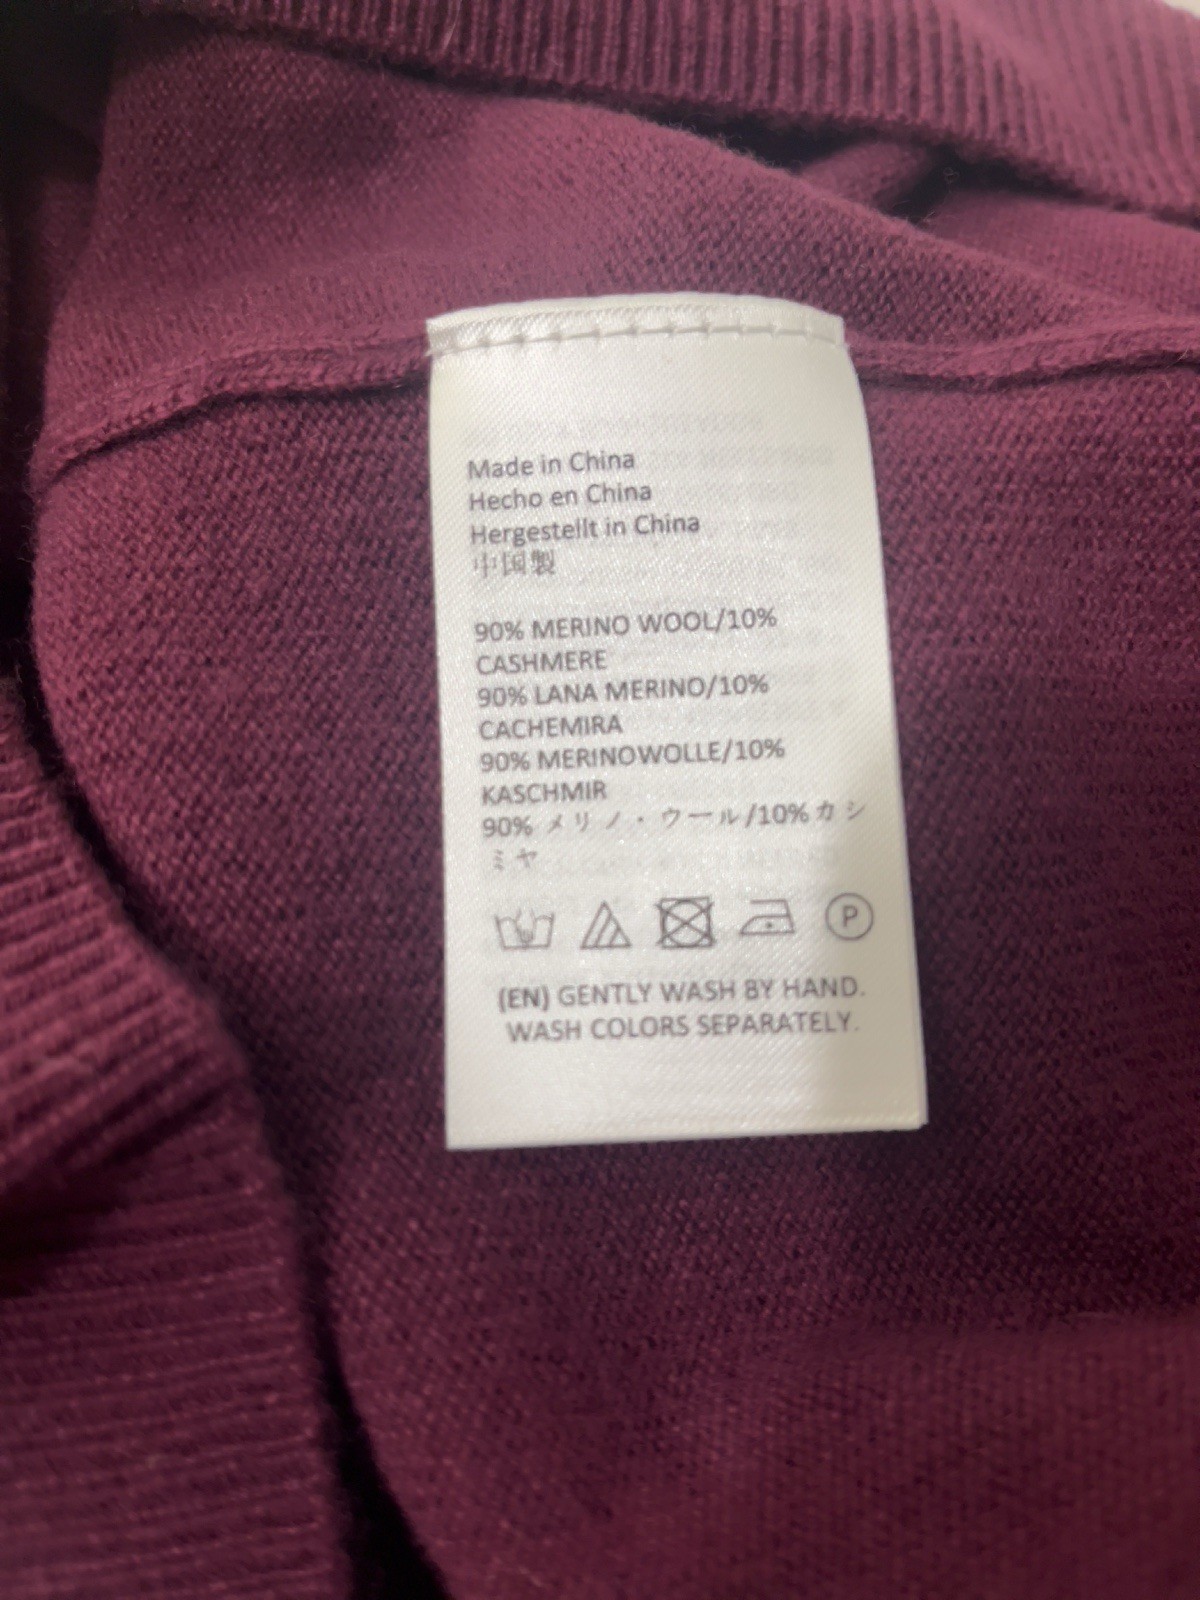 Made in China
Hecho en China
Hergestellt in China
中国製
90% MERINO WOOL/10%
CASHMERE
90% LANA MERINO/10%
CACHEMIRA
90% MERINOWOLLE/10%
KASCHMIR
90% メリノ・ウール/10%カシ
ミヤ
P
(EN) GENTLY WASH BY HAND.
WASH COLORS SEPARATELY.